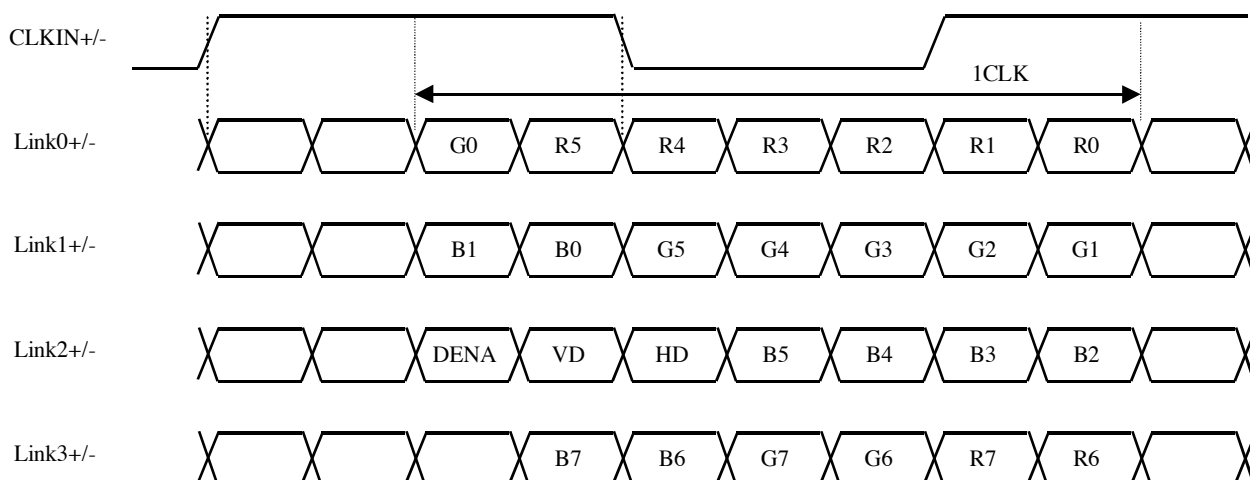 CLKIN+/-
1CLK
Link0+/- G0 R5 R4 R3 R2 R1 R0
Link1+/- B1 B0 G5 G4 G3 G2 G1
Link2+/- DENA VD HD B5 B4 B3 B2
Link3+/- B7 B6 G7 G6 R7 R6